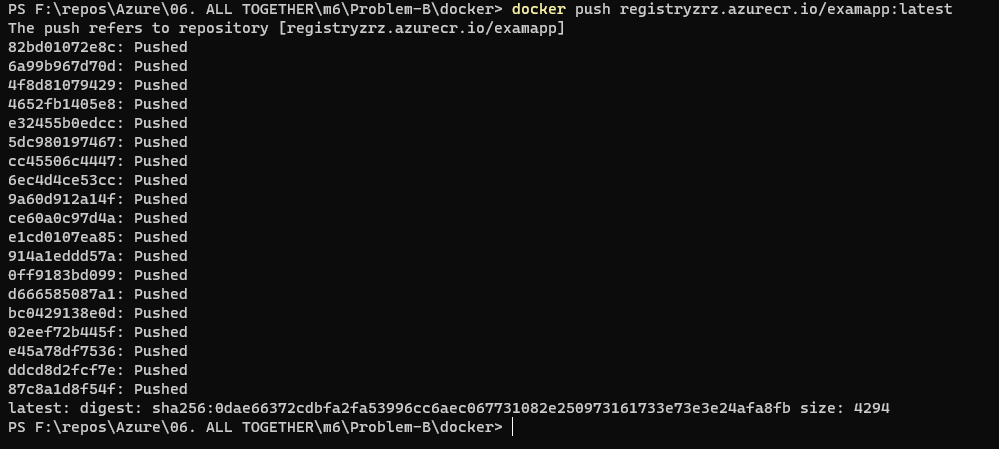 PS F:\repos\Azure\06. ALL TOGETHER\m6\Problem-B\docker> docker push registryzrz.azurecr.io/examapp:latest
The push refers to repository [registryzrz.azurecr.io/examapp]
82bd01072e8c: Pushed
6a99b967d70d: Pushed
4f8d81079429: Pushed
4652fb1405e8: Pushed
e32455b0edcc: Pushed
5dc980197467: Pushed
cc45506c4447: Pushed
6ec4d4ce53cc: Pushed
9a60d912a14f: Pushed
ce60a0c97d4a: Pushed
e1cd0107ea85: Pushed
914a1eddd57a: Pushed
0ff9183bd099: Pushed
d666585087a1: Pushed
bc0429138e0d: Pushed
02eef72b445f: Pushed
e45a78df7536: Pushed
ddcd8d2fcf7e: Pushed
87c8a1d8f54f: Pushed
latest: digest: sha256:0dae66372cdbfa2fa53996cc6aec067731082e250973161733e73e3e24afa8fb size: 4294
PS F:\repos\Azure\06. ALL TOGETHER\m6\Problem-B\docker>